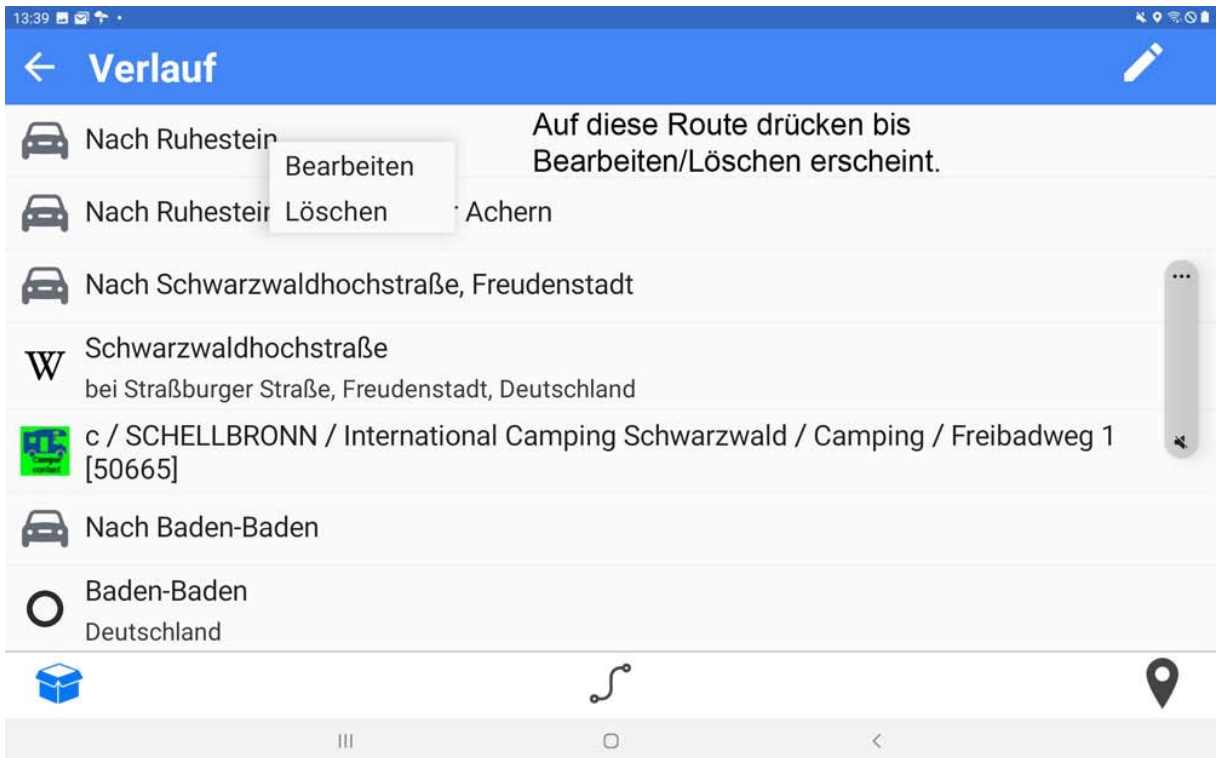 13:39
Verlauf
Nach Ruhestein
Auf diese Route drücken bis
Bearbeiten/Löschen erscheint.
Bearbeiten
Nach Ruhestein Löschen Achern
Nach Schwarzwaldhochstraße, Freudenstadt
W Schwarzwaldhochstraße
bei Straßburger Straße, Freudenstadt, Deutschland
c / SCHELLBRONN / International Camping Schwarzwald / Camping / Freibadweg 1
[50665]
Camper
contact
Nach Baden-Baden
Baden-Baden
Deutschland